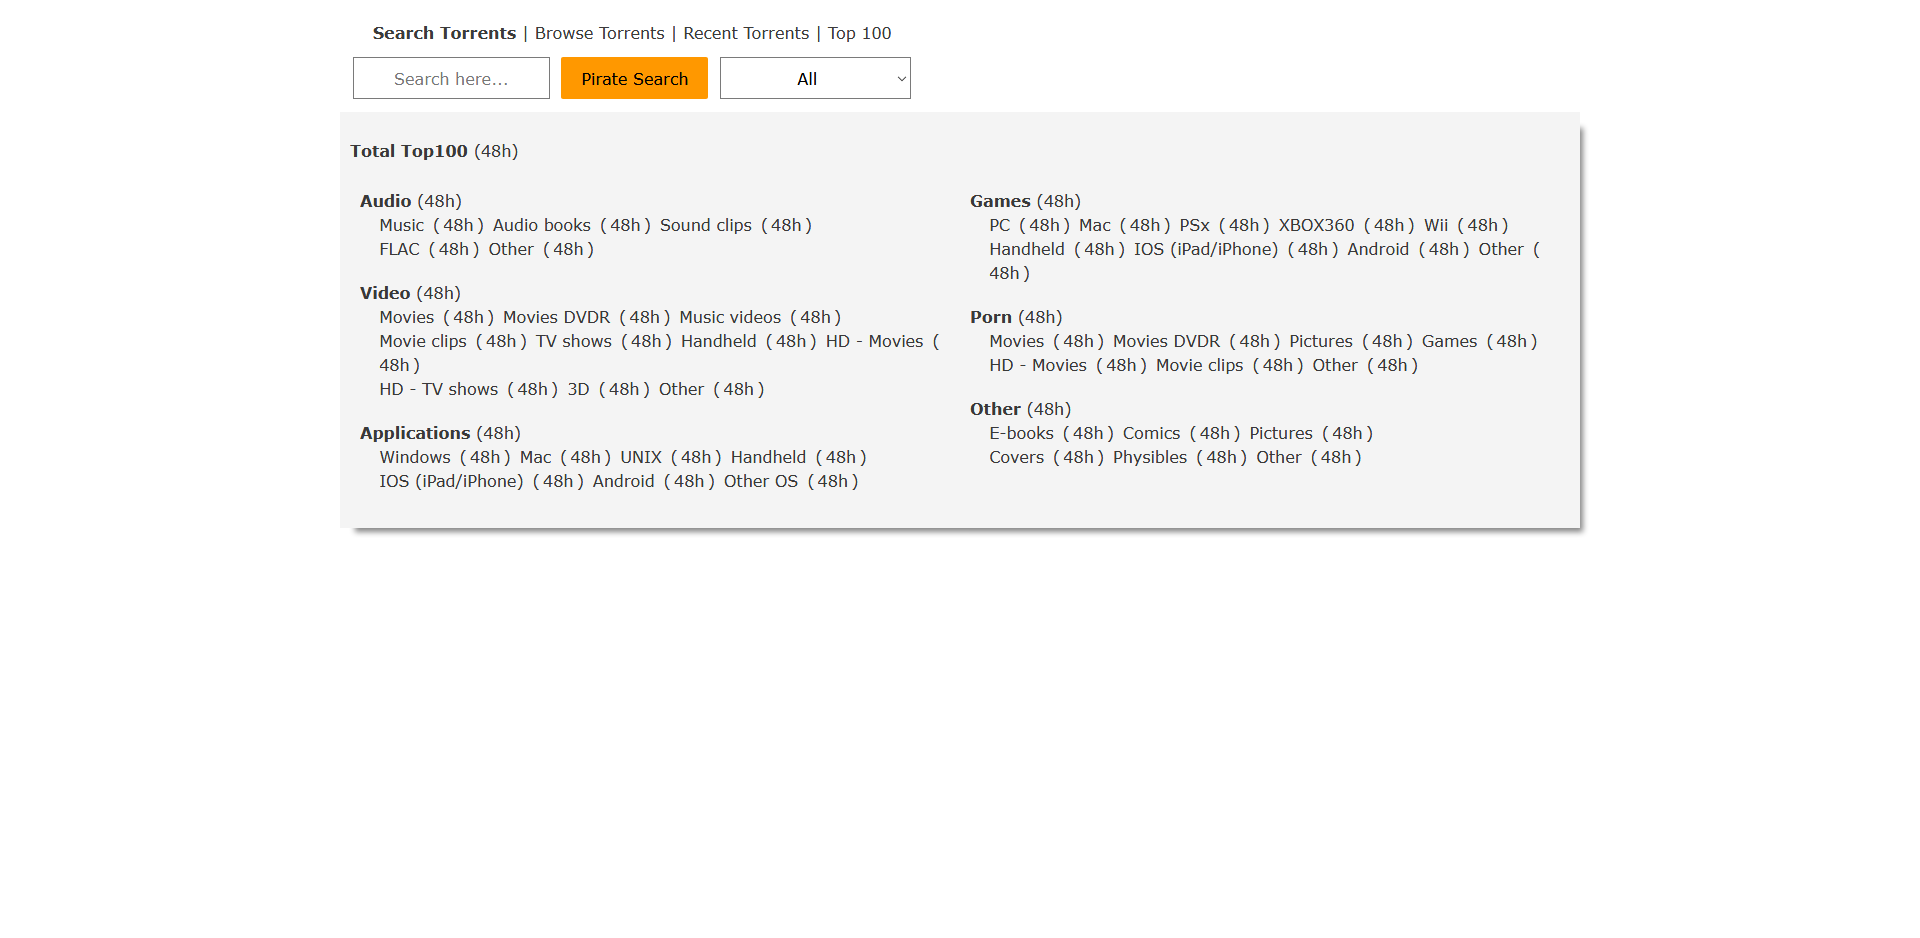 Search Torrents | Browse Torrents | Recent Torrents | Top 100
Search here... Pirate Search All
Total Top100 (48h)
Audio (48h)
Music (48h) Audio books (48h) Sound clips (48h)
FLAC (48h) Other (48h)
Video (48h)
Movies (48h) Movies DVDR (48h) Music videos (48h)
Movie clips (48h) TV shows (48h) Handheld (48h) HD - Movies (
48h)
HD - TV shows (48h) 3D (48h) Other (48h)
Applications (48h)
Windows (48h) Mac (48h) UNIX (48h) Handheld (48h)
IOS (iPad/iPhone) (48h) Android (48h) Other OS (48h)
Games (48h)
PC (48h) Mac (48h) PSx (48h) XBOX360 (48h) Wii (48h)
Handheld (48h) IOS (iPad/iPhone) (48h) Android (48h) Other (
48h)
Porn (48h)
Movies (48h) Movies DVDR (48h) Pictures (48h) Games (48h)
HD - Movies (48h) Movie clips (48h) Other (48h)
Other (48h)
E-books (48h) Comics (48h) Pictures (48h)
Covers (48h) Physibles (48h) Other (48h)